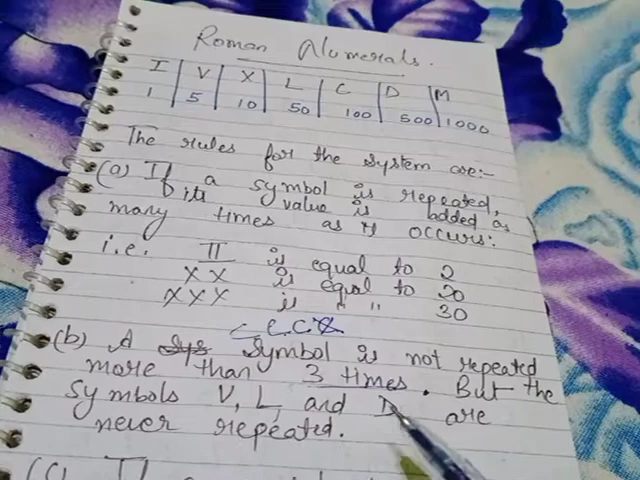 Roman Numerals.
I V X L C D M
1 5 10 50 100 500 1000
The rules for the system are:-
(a) If a symbol is repeated,
its value is added as
many times as it occurs:
i.e. II is equal to 2
XX is equal to 20
XXX is " " 30
(b) A symbol is not repeated
more than 3 times. But the
symbols V, L, and D are
never repeated.